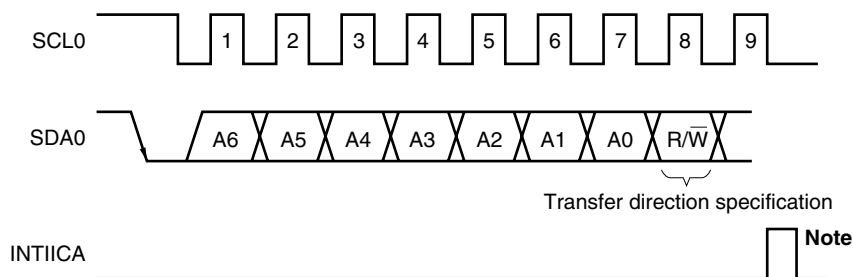 SCL0 1 2 3 4 5 6 7 8 9
SDA0 A6 A5 A4 A3 A2 A1 A0 R/W̅
Transfer direction specification
INTIICA Note